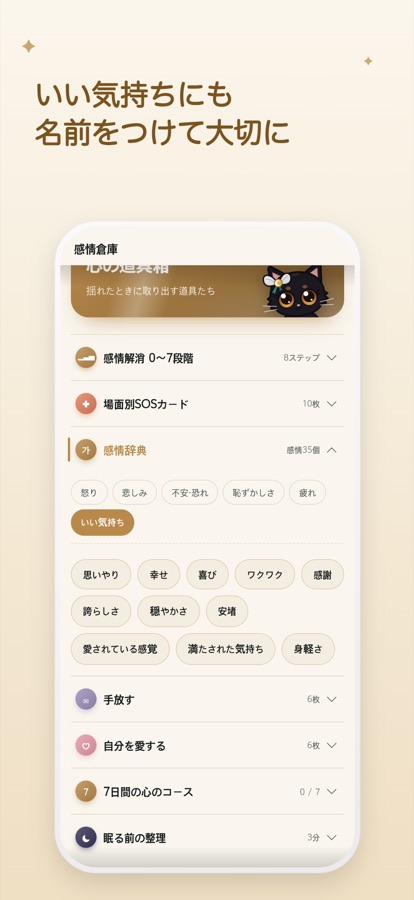 いい気持ちにも
名前をつけて大切に
感情倉庫
心の道具箱
揺れたときに取り出す道具たち
感情解消 0〜7段階 8ステップ
場面別SOSカード 10枚
가 感情辞典 感情35個
怒り 悲しみ 不安·恐れ 恥ずかしさ 疲れ
いい気持ち
思いやり 幸せ 喜び ワクワク 感謝
誇らしさ 穏やかさ 安堵
愛されている感覚 満たされた気持ち 身軽さ
∞ 手放す 6枚
自分を愛する 6枚
7 7日間の心のコース 0 / 7
眠る前の整理 3分